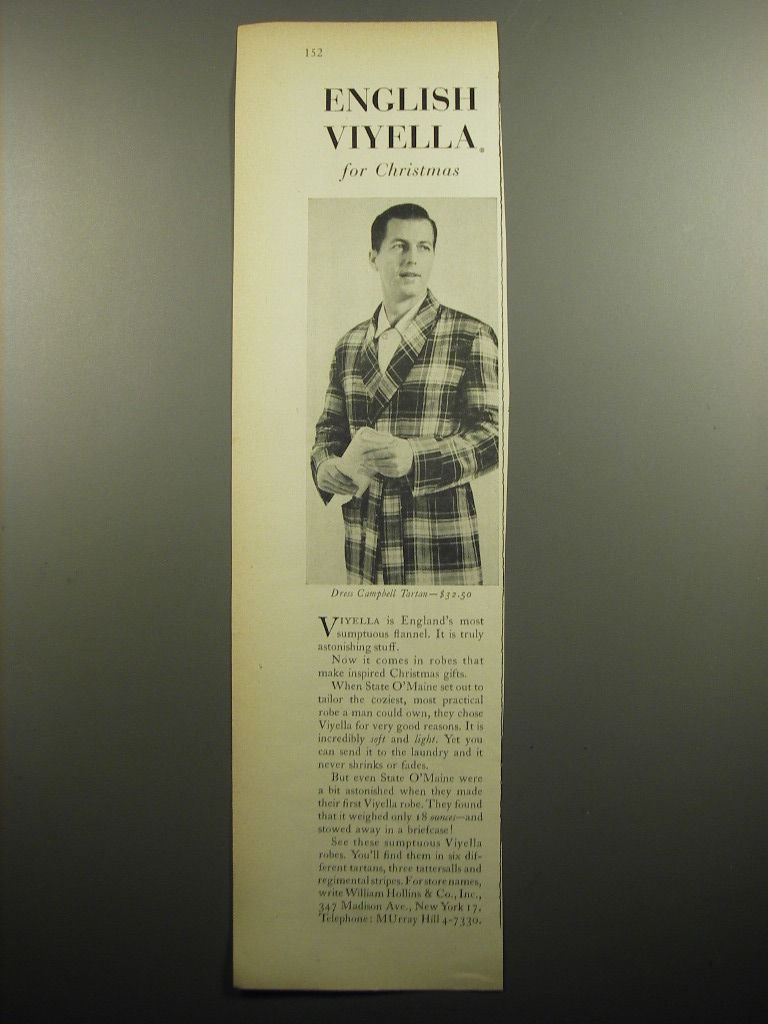 152
ENGLISH
VIYELLA®
for Christmas
Dress Campbell Tartan—$32.50
VIYELLA is England's most
sumptuous flannel. It is truly
astonishing stuff.
Now it comes in robes that
make inspired Christmas gifts.
When State O'Maine set out to
tailor the coziest, most practical
robe a man could own, they chose
Viyella for very good reasons. It is
incredibly soft and light. Yet you
can send it to the laundry and it
never shrinks or fades.
But even State O'Maine were
a bit astonished when they made
their first Viyella robe. They found
that it weighed only 18 ounces—and
stowed away in a briefcase!
See these sumptuous Viyella
robes. You'll find them in six dif-
ferent tartans, three tattersalls and
regimental stripes. For store names,
write William Hollins & Co., Inc.,
347 Madison Ave., New York 17.
Telephone: MUrray Hill 4-7330.